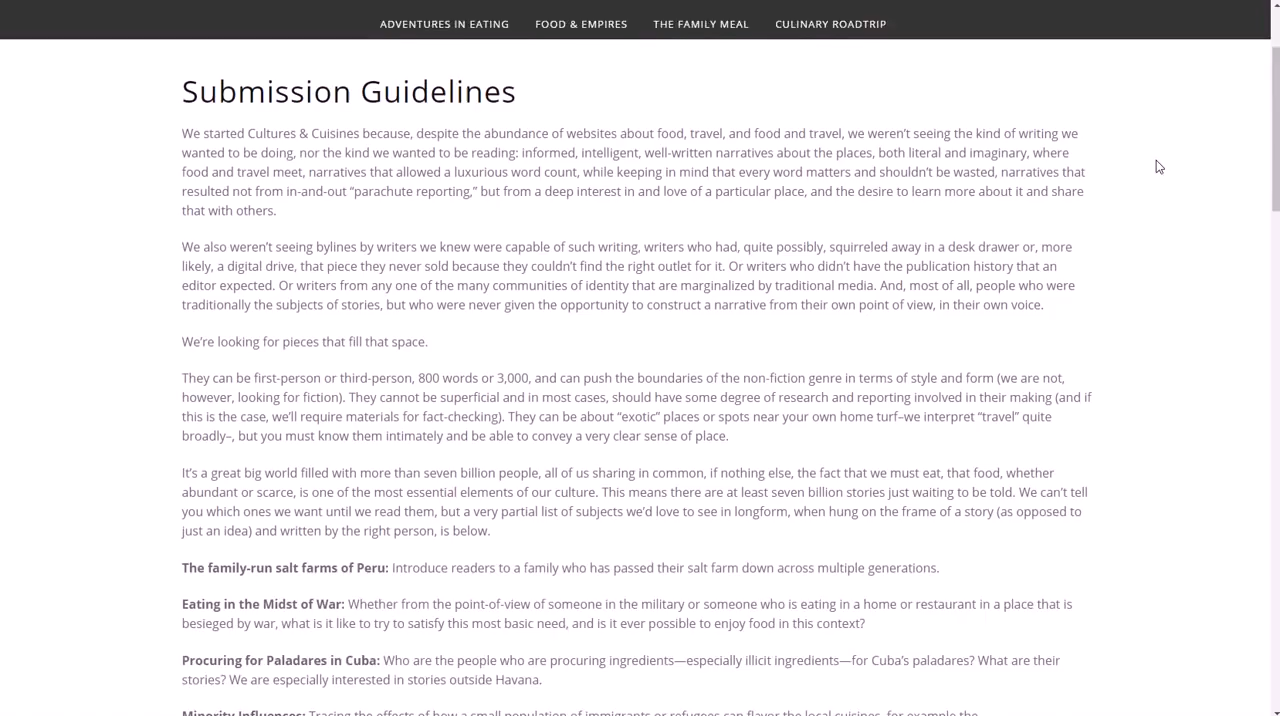 ADVENTURES IN EATING FOOD & EMPIRES THE FAMILY MEAL CULINARY ROADTRIP
Submission Guidelines
We started Cultures & Cuisines because, despite the abundance of websites about food, travel, and food and travel, we weren’t seeing the kind of writing we
wanted to be doing, nor the kind we wanted to be reading: informed, intelligent, well-written narratives about the places, both literal and imaginary, where
food and travel meet, narratives that allowed a luxurious word count, while keeping in mind that every word matters and shouldn’t be wasted, narratives that
resulted not from in-and-out “parachute reporting,” but from a deep interest in and love of a particular place, and the desire to learn more about it and share
that with others.
We also weren’t seeing bylines by writers we knew were capable of such writing, writers who had, quite possibly, squirreled away in a desk drawer or, more
likely, a digital drive, that piece they never sold because they couldn’t find the right outlet for it. Or writers who didn’t have the publication history that an
editor expected. Or writers from any one of the many communities of identity that are marginalized by traditional media. And, most of all, people who were
traditionally the subjects of stories, but who were never given the opportunity to construct a narrative from their own point of view, in their own voice.
We’re looking for pieces that fill that space.
They can be first-person or third-person, 800 words or 3,000, and can push the boundaries of the non-fiction genre in terms of style and form (we are not,
however, looking for fiction). They cannot be superficial and in most cases, should have some degree of research and reporting involved in their making (and if
this is the case, we’ll require materials for fact-checking). They can be about “exotic” places or spots near your own home turf–we interpret “travel” quite
broadly–, but you must know them intimately and be able to convey a very clear sense of place.
It’s a great big world filled with more than seven billion people, all of us sharing in common, if nothing else, the fact that we must eat, that food, whether
abundant or scarce, is one of the most essential elements of our culture. This means there are at least seven billion stories just waiting to be told. We can’t tell
you which ones we want until we read them, but a very partial list of subjects we’d love to see in longform, when hung on the frame of a story (as opposed to
just an idea) and written by the right person, is below.
The family-run salt farms of Peru: Introduce readers to a family who has passed their salt farm down across multiple generations.
Eating in the Midst of War: Whether from the point-of-view of someone in the military or someone who is eating in a home or restaurant in a place that is
besieged by war, what is it like to try to satisfy this most basic need, and is it ever possible to enjoy food in this context?
Procuring for Paladares in Cuba: Who are the people who are procuring ingredients—especially illicit ingredients—for Cuba’s paladares? What are their
stories? We are especially interested in stories outside Havana.
Minority Influences: Tracing the effects of how a small population of immigrants or refugees can flavor the local cuisines, for example the